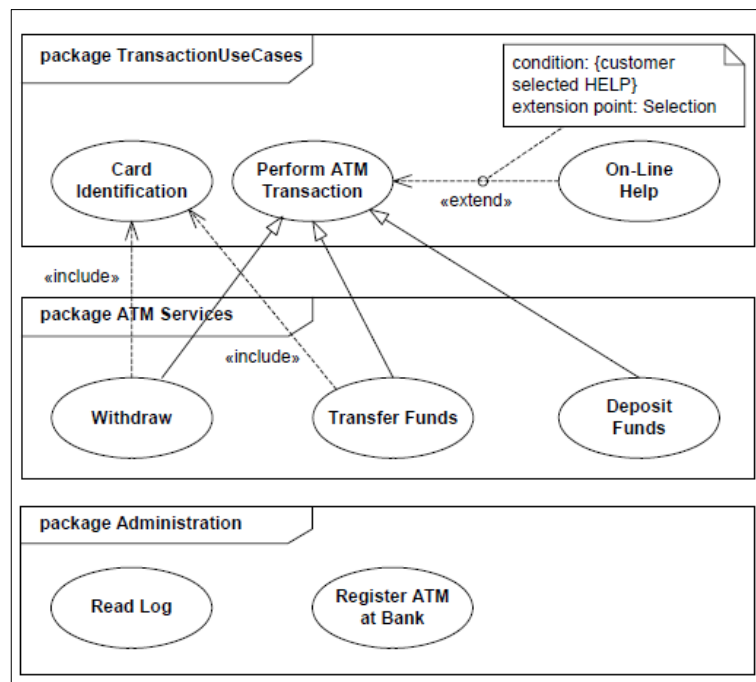 package TransactionUseCases
condition: {customer
selected HELP}
extension point: Selection
Card
Identification
Perform ATM
Transaction
On-Line
Help
«extend»
«include»
package ATM Services
«include»
Withdraw
Transfer Funds
Deposit
Funds
package Administration
Read Log
Register ATM
at Bank